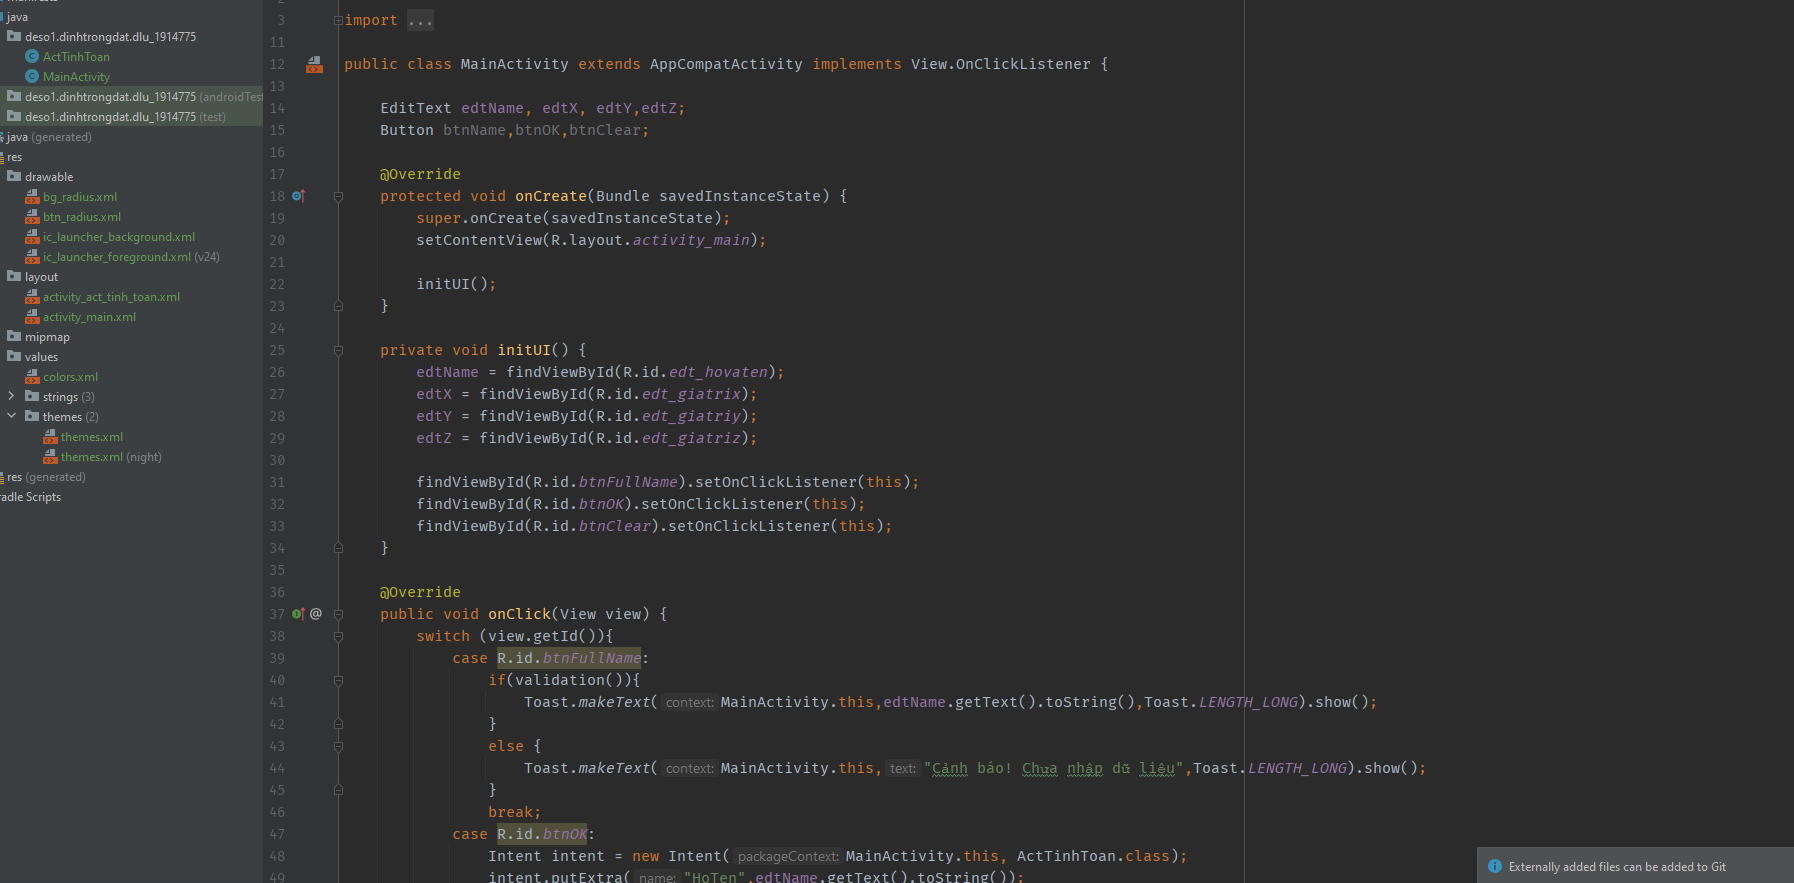 java
deso1.dinhtrongdat.dlu_1914775
ActTinhToan
MainActivity
deso1.dinhtrongdat.dlu_1914775 (androidTest
deso1.dinhtrongdat.dlu_1914775 (test)
java (generated)
res
drawable
bg_radius.xml
btn_radius.xml
ic_launcher_background.xml
ic_launcher_foreground.xml (v24)
layout
activity_act_tinh_toan.xml
activity_main.xml
mipmap
values
colors.xml
strings (3)
themes (2)
themes.xml
themes.xml (night)
res (generated)
radle Scripts
3 import ...
11
12 public class MainActivity extends AppCompatActivity implements View.OnClickListener {
13
14 EditText edtName, edtX, edtY,edtZ;
15 Button btnName,btnOK,btnClear;
16
17 @Override
18 protected void onCreate(Bundle savedInstanceState) {
19 super.onCreate(savedInstanceState);
20 setContentView(R.layout.activity_main);
21
22 initUI();
23 }
24
25 private void initUI() {
26 edtName = findViewById(R.id.edt_hovaten);
27 edtX = findViewById(R.id.edt_giatrix);
28 edtY = findViewById(R.id.edt_giatriy);
29 edtZ = findViewById(R.id.edt_giatriz);
30
31 findViewById(R.id.btnFullName).setOnClickListener(this);
32 findViewById(R.id.btnOK).setOnClickListener(this);
33 findViewById(R.id.btnClear).setOnClickListener(this);
34 }
35
36 @Override
37 @ public void onClick(View view) {
38 switch (view.getId()){
39 case R.id.btnFullName:
40 if(validation()){
41 Toast.makeText( context: MainActivity.this,edtName.getText().toString(),Toast.LENGTH_LONG).show();
42 }
43 else {
44 Toast.makeText( context: MainActivity.this, text: "Cảnh báo! Chưa nhập dữ liệu",Toast.LENGTH_LONG).show();
45 }
46 break;
47 case R.id.btnOK:
48 Intent intent = new Intent( packageContext: MainActivity.this, ActTinhToan.class);
49 intent.putExtra( name: "HoTen",edtName.getText().toString());
Externally added files can be added to Git